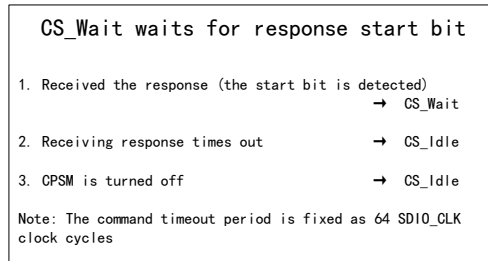 CS_Wait waits for response start bit
1. Received the response (the start bit is detected)
→ CS_Wait
2. Receiving response times out → CS_Idle
3. CPSM is turned off → CS_Idle
Note: The command timeout period is fixed as 64 SDIO_CLK
clock cycles